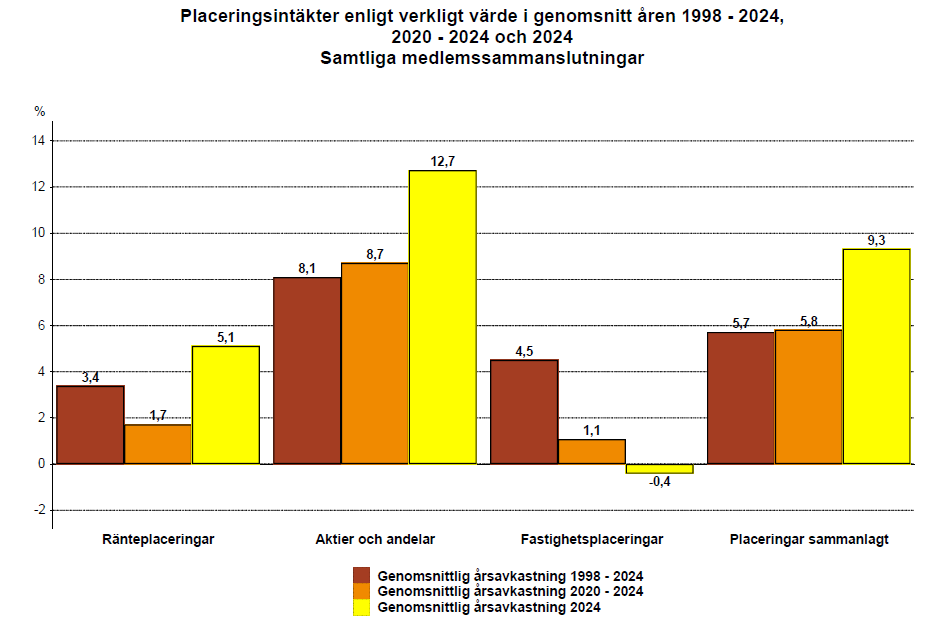 Placeringsintäkter enligt verkligt värde i genomsnitt åren 1998 - 2024,
2020 - 2024 och 2024
Samtliga medlemssammanslutningar
%
14
12
10
8
6
4
2
0
-2
3,4
1,7
5,1
8,1
8,7
12,7
4,5
1,1
-0,4
5,7
5,8
9,3
Ränteplaceringar
Aktier och andelar
Fastighetsplaceringar
Placeringar sammanlagt
Genomsnittlig årsavkastning 1998 - 2024
Genomsnittlig årsavkastning 2020 - 2024
Genomsnittlig årsavkastning 2024